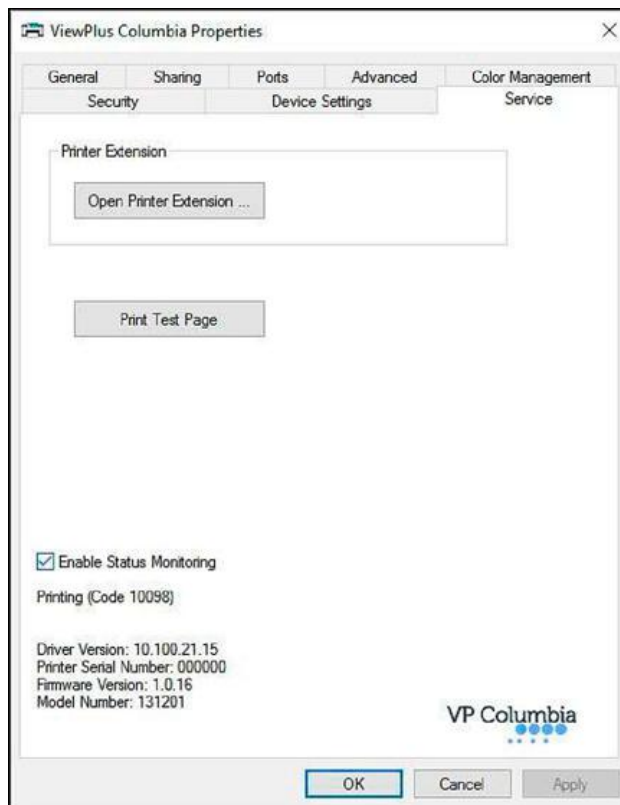 ViewPlus Columbia Properties
General Sharing Ports Advanced Color Management
Security Device Settings Service
Printer Extension
Open Printer Extension ...
Print Test Page
Enable Status Monitoring
Printing (Code 10098)
Driver Version: 10.100.21.15
Printer Serial Number: 000000
Firmware Version: 1.0.16
Model Number: 131201
VP Columbia
OK Cancel Apply